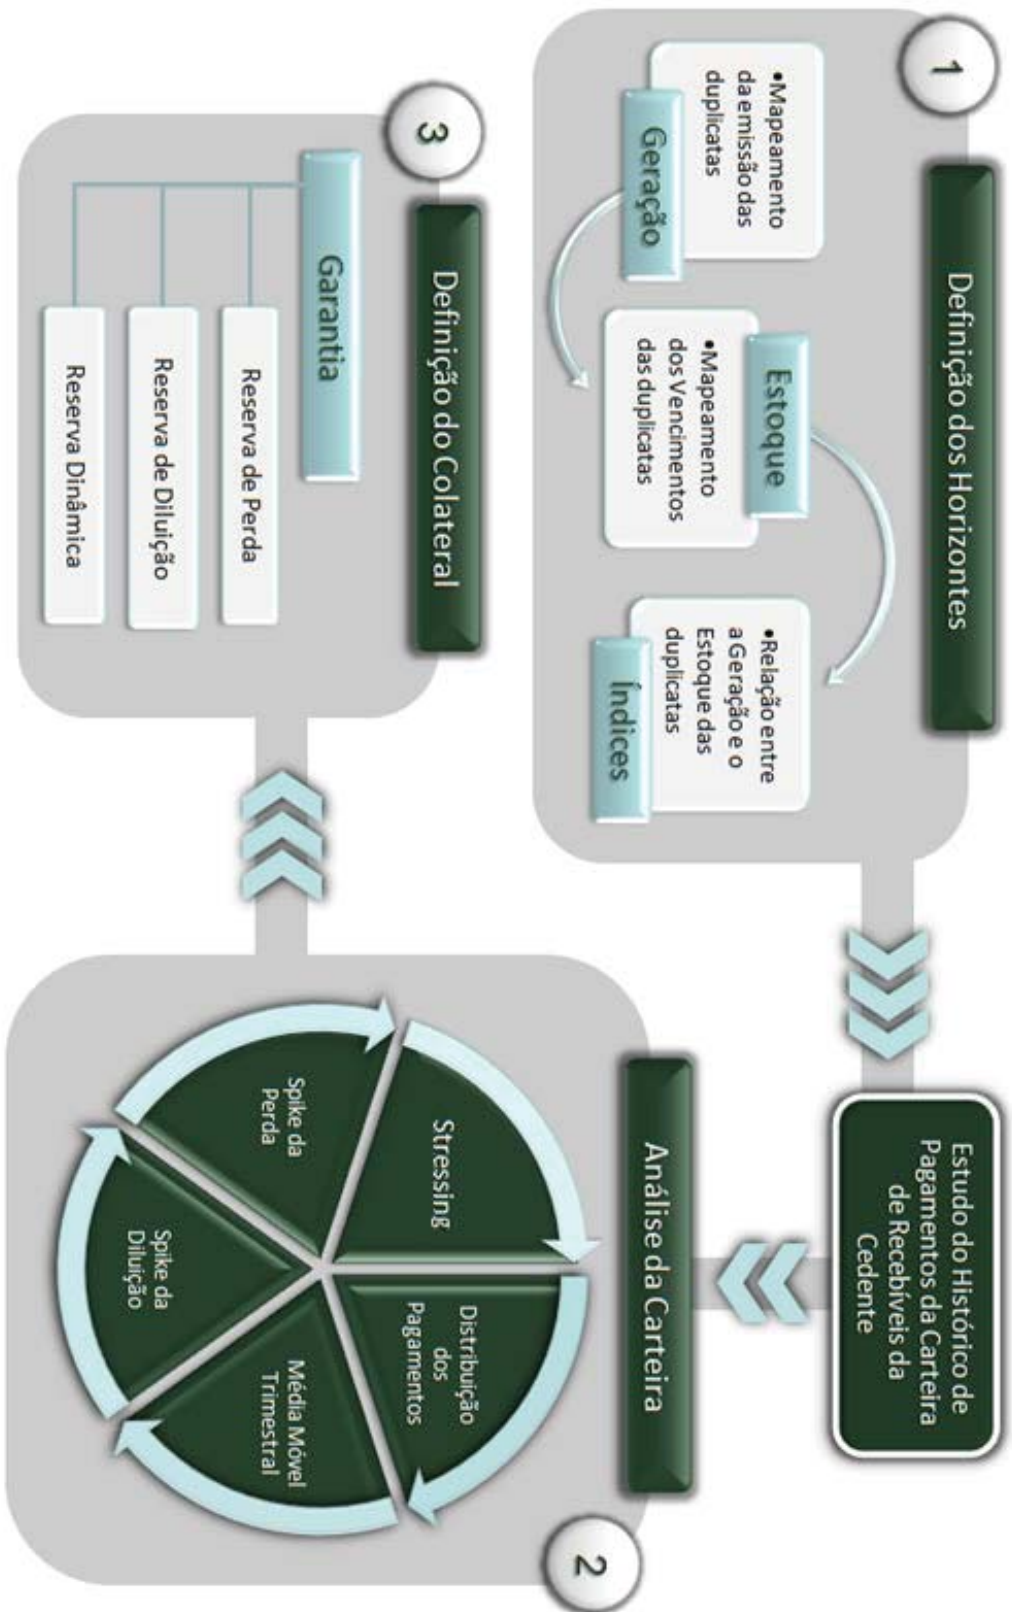 1
Definição dos Horizontes
•Mapeamento
da emissão das
duplicatas
Geração
Estoque
•Mapeamento
dos Vencimentos
das duplicatas
•Relação entre
a Geração e o
Estoque das
duplicatas
Índices
Estudo do Histórico de
Pagamentos da Carteira
de Recebíveis da
Cedente
2
Análise da Carteira
Stressing
Distribuição
dos
Pagamentos
Média Móvel
Trimestral
Spike da
Diluição
Spike da
Perda
3
Definição do Colateral
Garantia
Reserva de Perda
Reserva de Diluição
Reserva Dinâmica